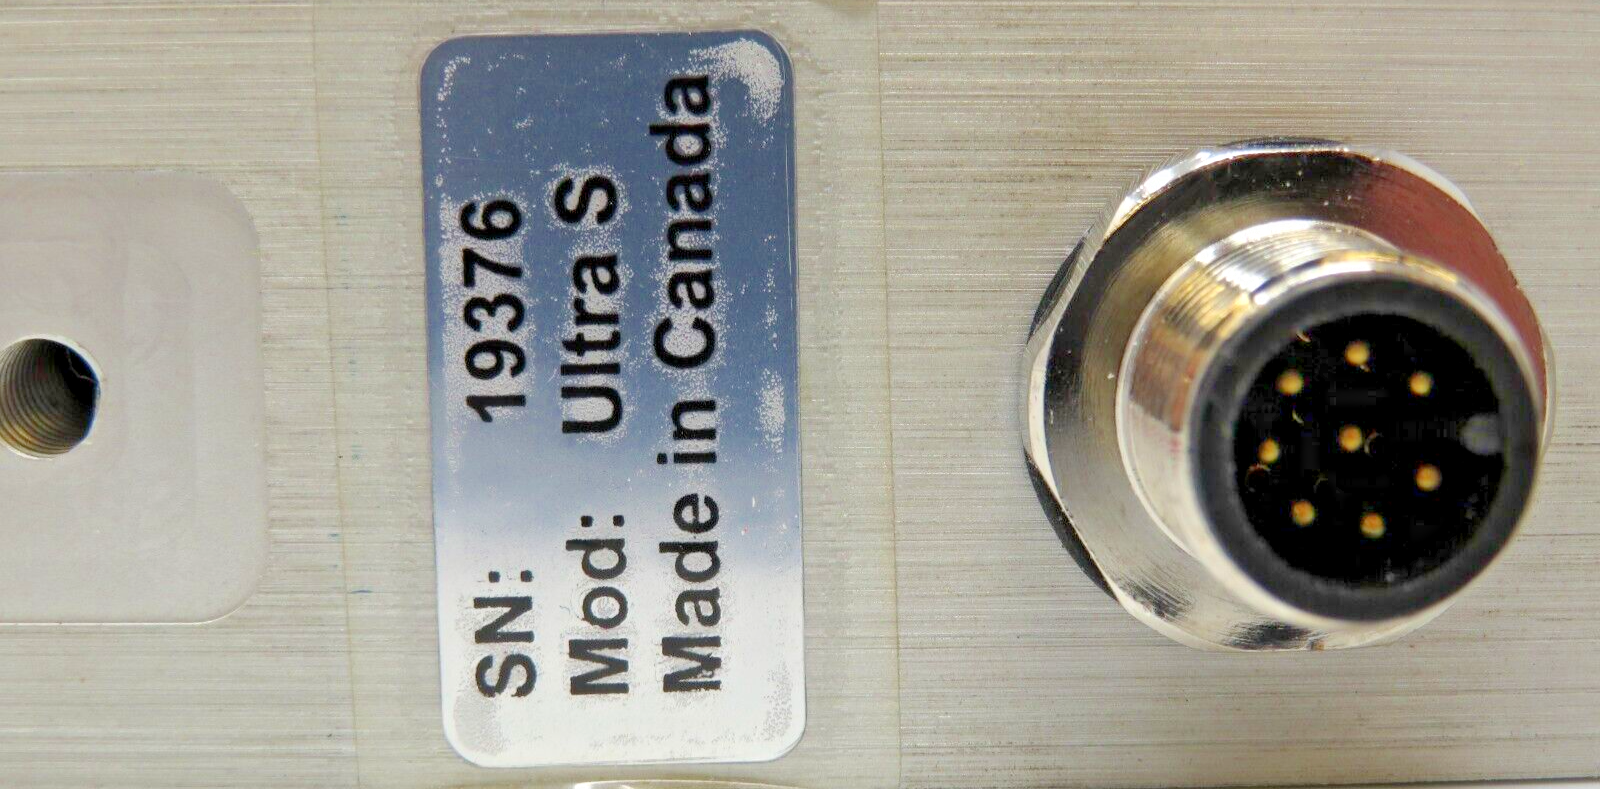 SN: 19376
Mod: Ultra S
Made in Canada